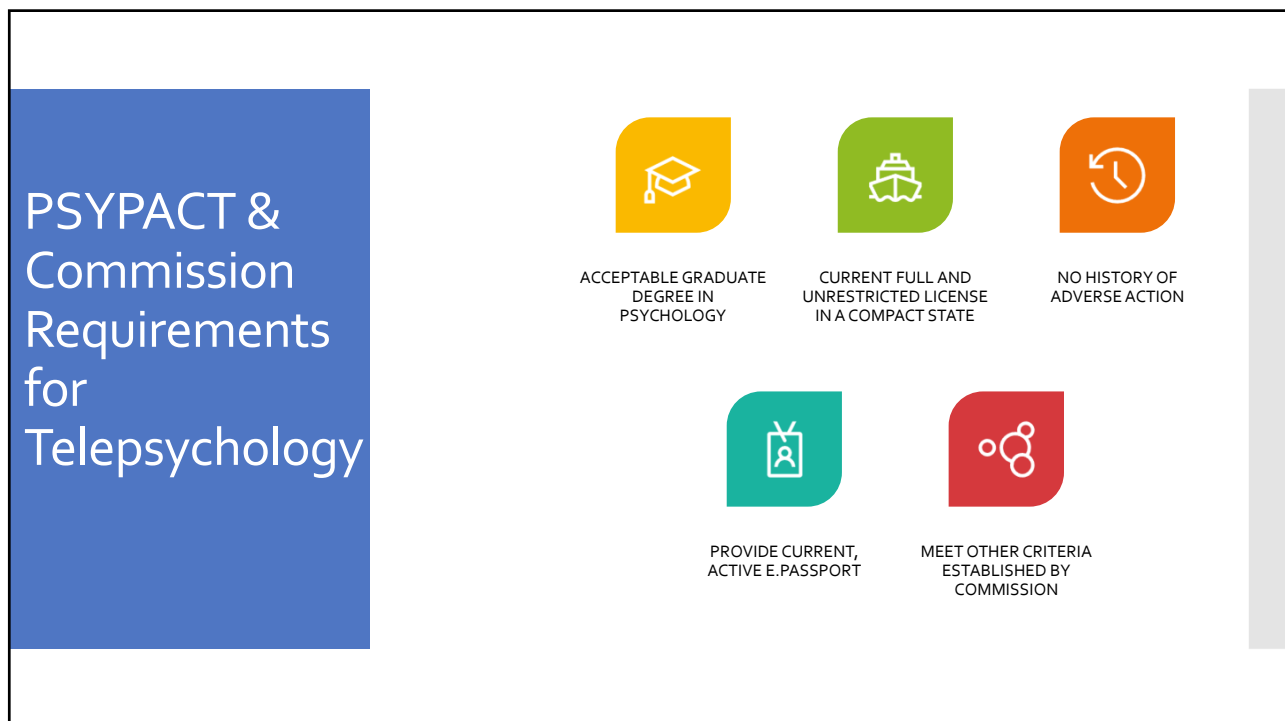 PSYPACT &
Commission
Requirements
for
Telepsychology
ACCEPTABLE GRADUATE
DEGREE IN
PSYCHOLOGY
CURRENT FULL AND
UNRESTRICTED LICENSE
IN A COMPACT STATE
NO HISTORY OF
ADVERSE ACTION
PROVIDE CURRENT,
ACTIVE E.PASSPORT
MEET OTHER CRITERIA
ESTABLISHED BY
COMMISSION